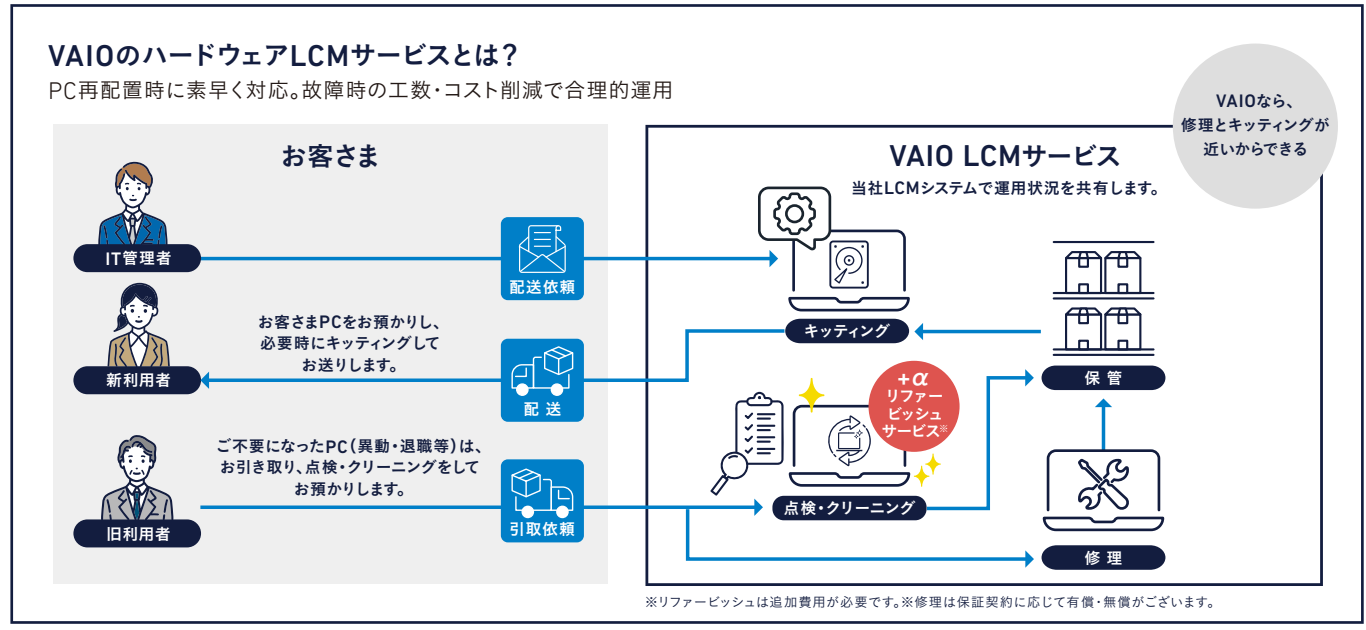 VAIOのハードウェアLCMサービスとは？
PC再配置時に素早く対応。故障時の工数・コスト削減で合理的運用
VAIOなら、
修理とキッティングが
近いからできる
お客さま
VAIO LCMサービス
当社LCMシステムで運用状況を共有します。
IT管理者
配送依頼
キッティング
お客さまPCをお預かりし、
必要時にキッティングして
お送りします。
新利用者
配 送
保 管
+α
リファー
ビッシュ
サービス※
ご不要になったPC（異動・退職等）は、
お引き取り、点検・クリーニングをして
お預かりします。
点検・クリーニング
旧利用者
引取依頼
修 理
※リファービッシュは追加費用が必要です。※修理は保証契約に応じて有償・無償がございます。